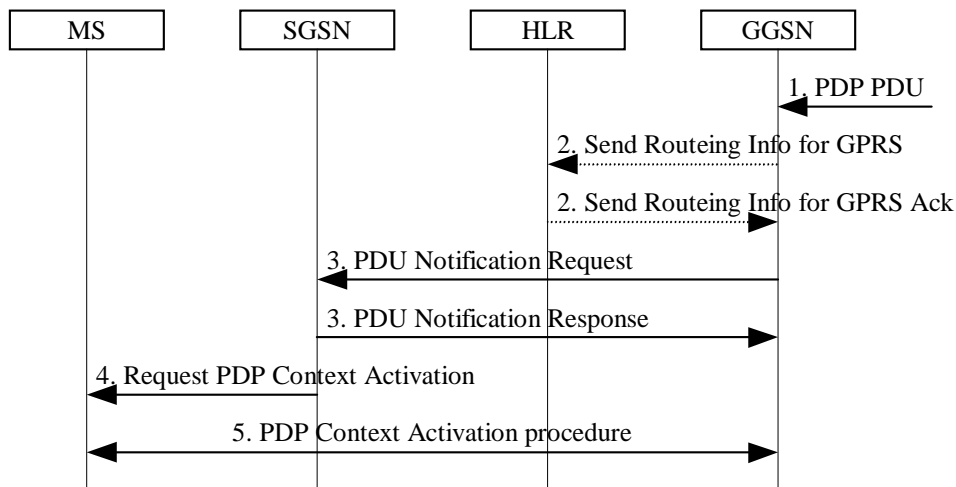 MS
SGSN
HLR
GGSN
1. PDP PDU
2. Send Routeing Info for GPRS
2. Send Routeing Info for GPRS Ack
3. PDU Notification Request
3. PDU Notification Response
4. Request PDP Context Activation
5. PDP Context Activation procedure